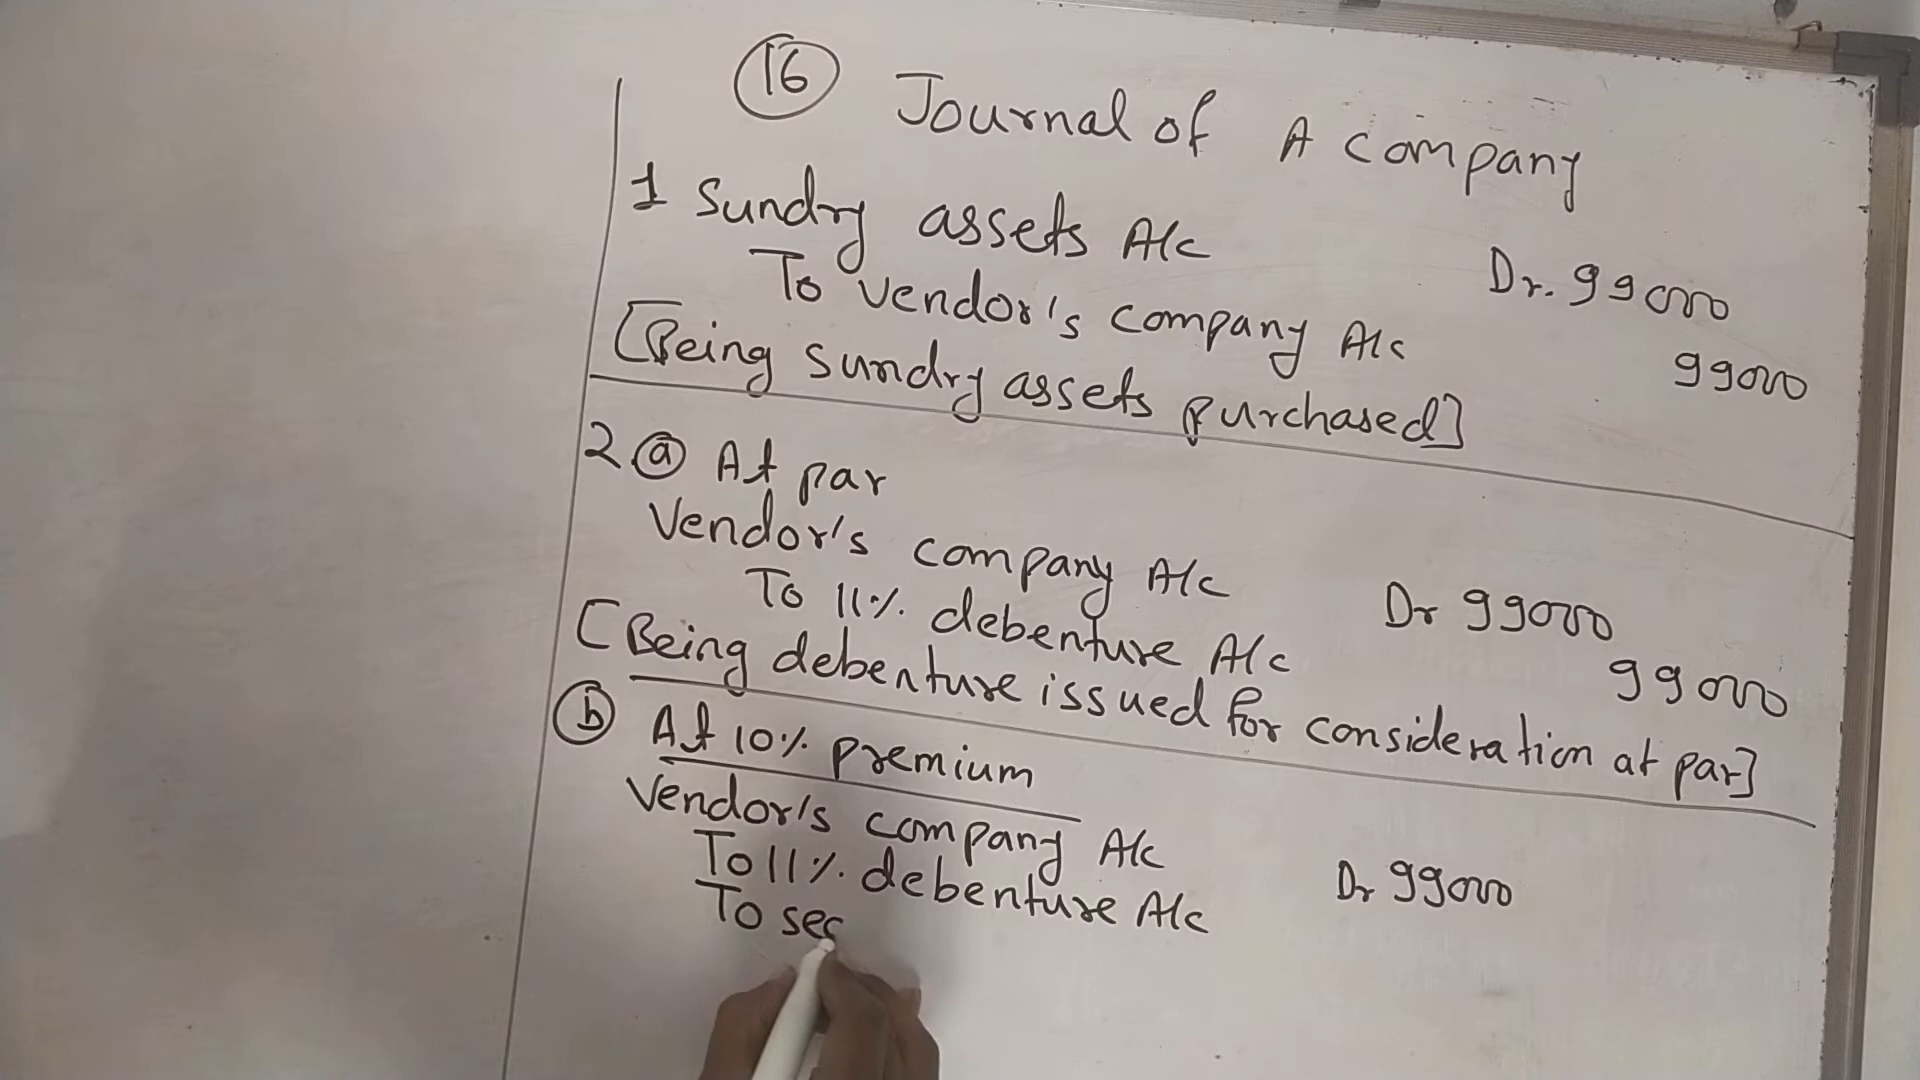 16 Journal of A company
1 Sundry assets A/c Dr. 99000
To vendor's company A/c 99000
[Being sundry assets purchased]
2 a At par
Vendor's company A/c Dr 99000
To 11% debenture A/c 99000
[Being debenture issued for consideration at par]
b At 10% premium
Vendor's company A/c Dr 99000
To 11% debenture A/c
To sec